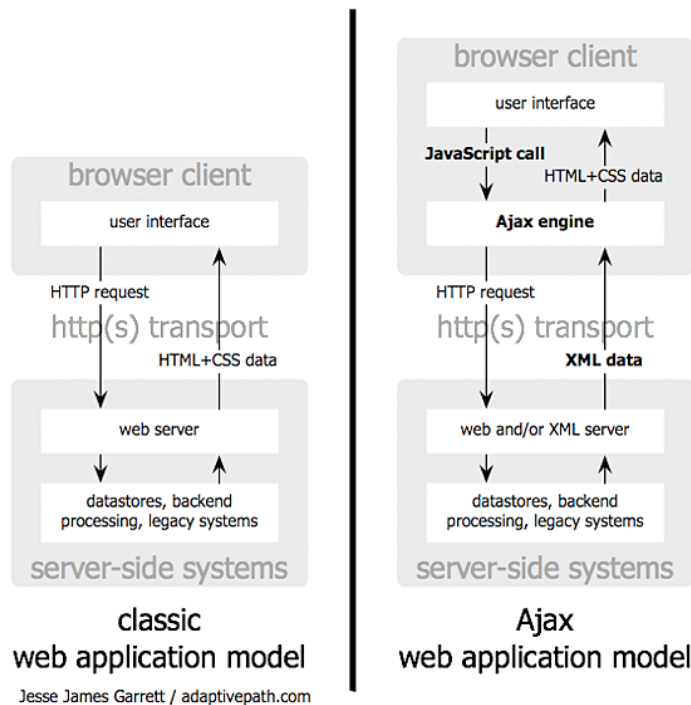 browser client
user interface
HTTP request
http(s) transport
HTML+CSS data
web server
datastores, backend
processing, legacy systems
server-side systems
classic
web application model
Jesse James Garrett / adaptivepath.com
browser client
user interface
JavaScript call
HTML+CSS data
Ajax engine
HTTP request
http(s) transport
XML data
web and/or XML server
datastores, backend
processing, legacy systems
server-side systems
Ajax
web application model